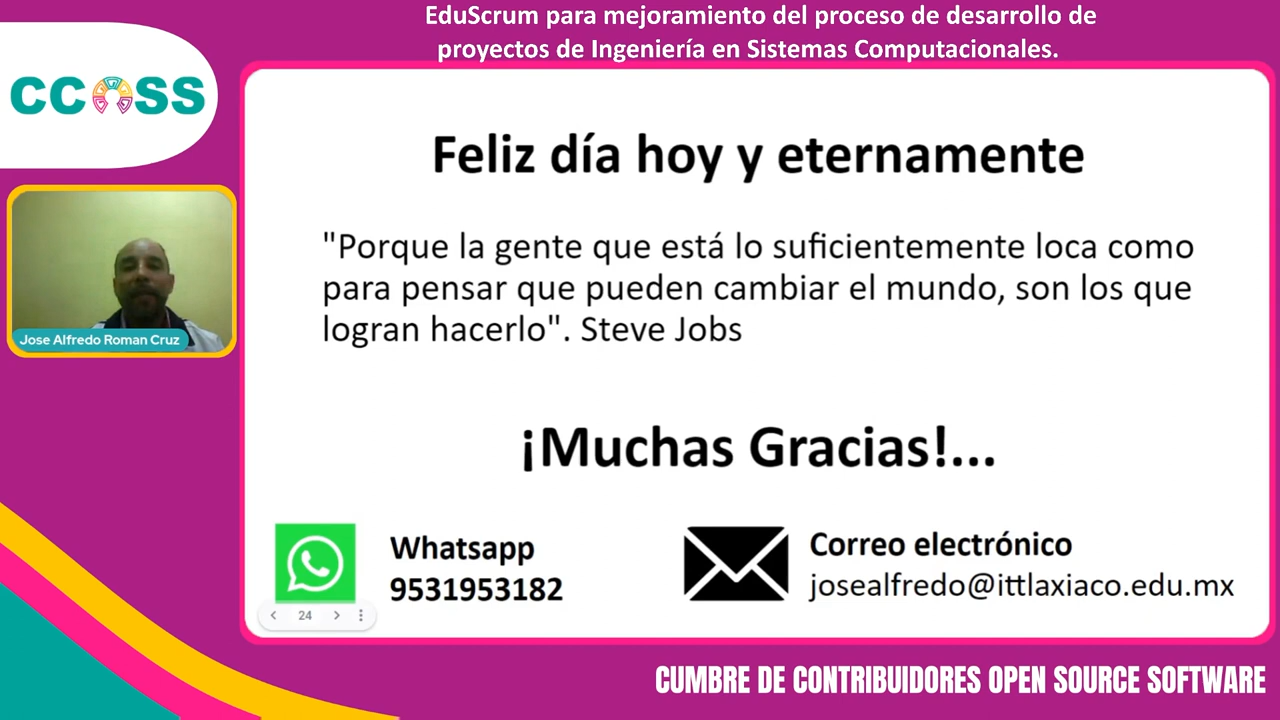 EduScrum para mejoramiento del proceso de desarrollo de
proyectos de Ingeniería en Sistemas Computacionales.
CCOSS
Jose Alfredo Roman Cruz
Feliz día hoy y eternamente
"Porque la gente que está lo suficientemente loca como
para pensar que pueden cambiar el mundo, son los que
logran hacerlo". Steve Jobs
¡Muchas Gracias!...
Whatsapp
9531953182
Correo electrónico
josealfredo@ittlaxiaco.edu.mx
24
CUMBRE DE CONTRIBUIDORES OPEN SOURCE SOFTWARE